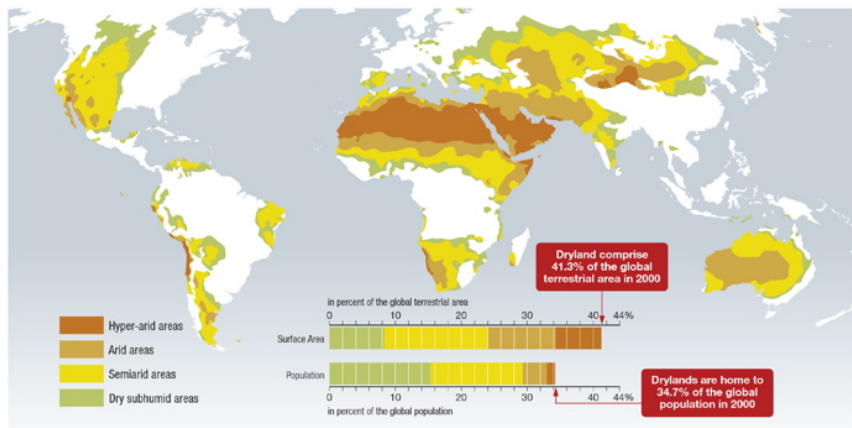 Dryland comprise
41.3% of the global
terrestrial area in 2000
in percent of the global terrestrial area
0 10 20 30 40 44%
Surface Area
Population
0 10 20 30 40 44%
in percent of the global population
Drylands are home to
34.7% of the global
population in 2000
Hyper-arid areas
Arid areas
Semiarid areas
Dry subhumid areas